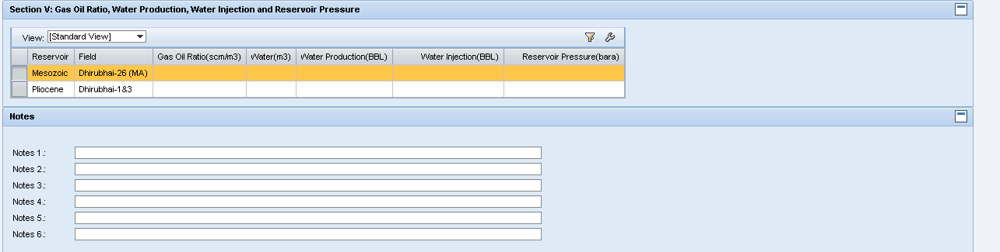 Section V: Gas Oil Ratio, Water Production, Water Injection and Reservoir Pressure
View: [Standard View]
Reservoir Field Gas Oil Ratio(scm/m3) Water(m3) Water Production(BBL) Water Injection(BBL) Reservoir Pressure(bara)
Mesozoic Dhirubhai-26 (MA)
Pliocene Dhirubhai-1&3
Notes
Notes 1.:
Notes 2.:
Notes 3.:
Notes 4.:
Notes 5.:
Notes 6.: